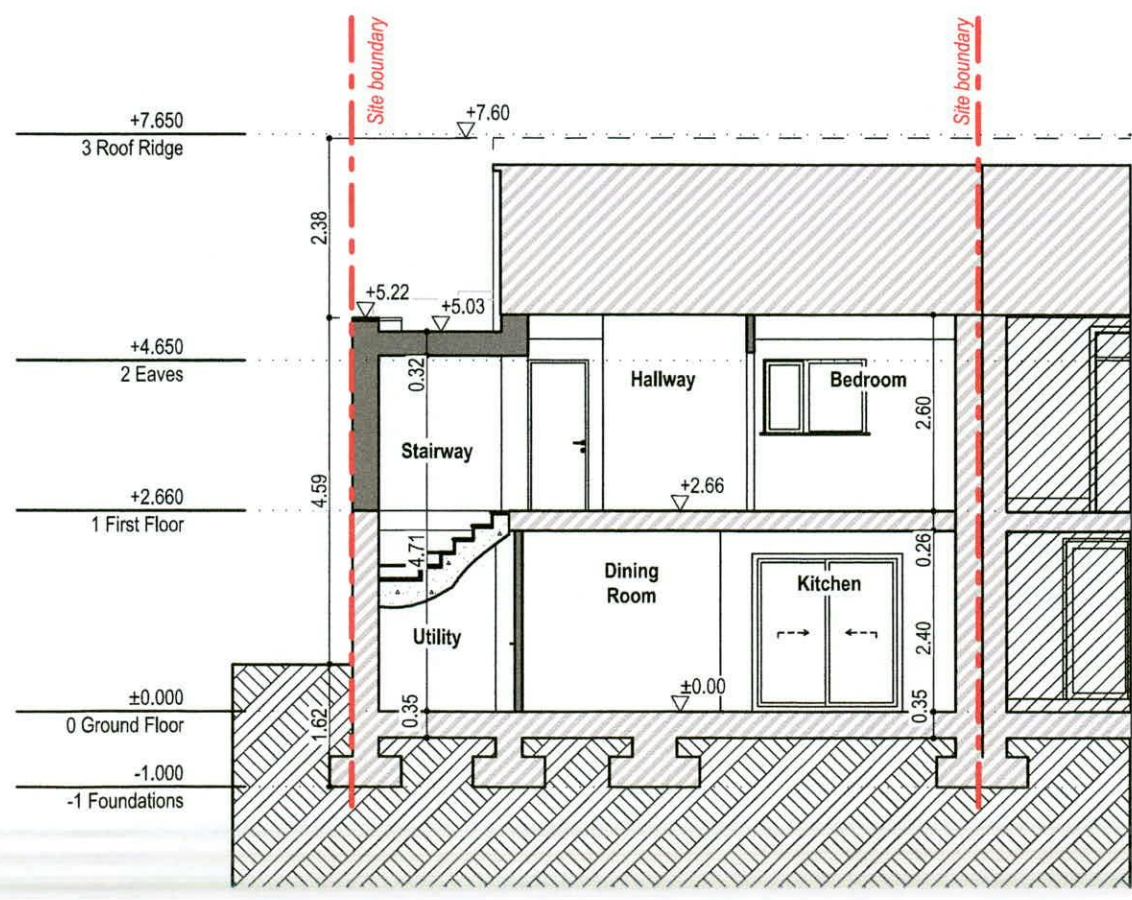 Site boundary
Site boundary
+7.650
3 Roof Ridge
+7.60
2.38
+5.22
+5.03
+4.650
2 Eaves
0.32
Hallway
Bedroom
2.60
Stairway
+2.660
1 First Floor
4.59
+2.66
4.71
0.26
Dining
Room
Kitchen
Utility
2.40
±0.000
0 Ground Floor
±0.00
1.62
0.35
0.35
-1.000
-1 Foundations